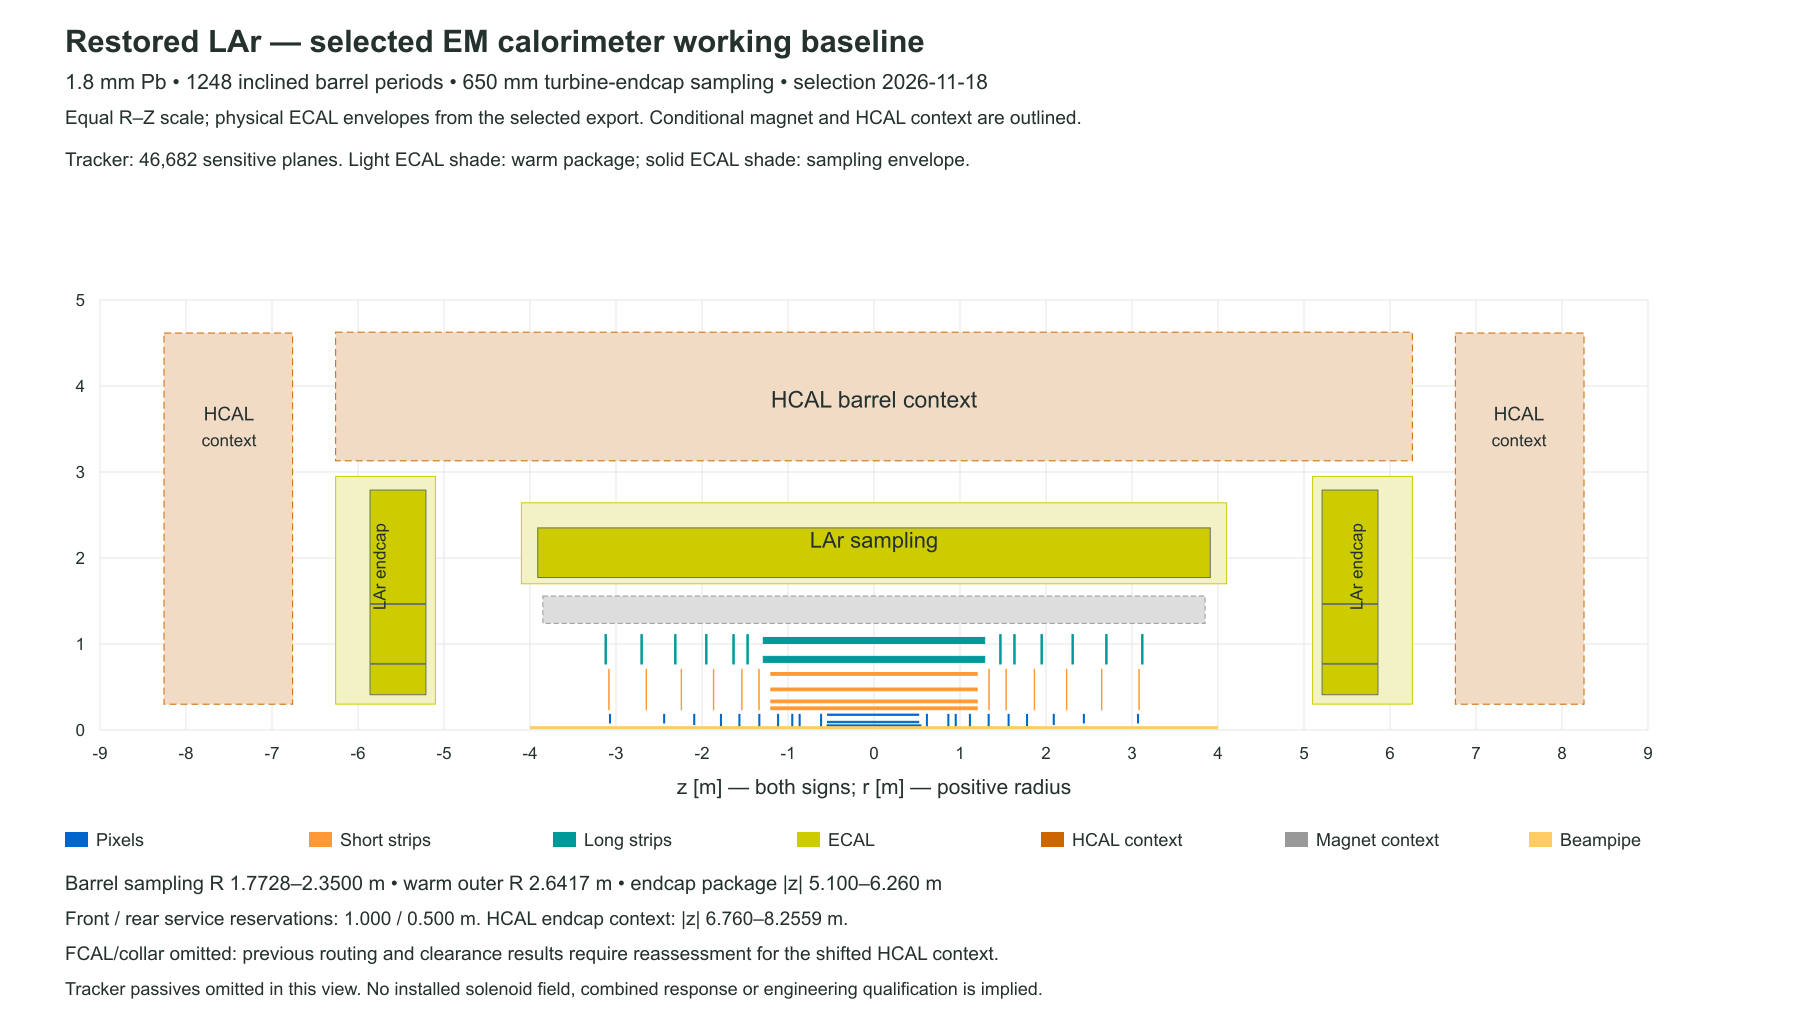 Restored LAr — selected EM calorimeter working baseline
1.8 mm Pb • 1248 inclined barrel periods • 650 mm turbine-endcap sampling • selection 2026-11-18
Equal R–Z scale; physical ECAL envelopes from the selected export. Conditional magnet and HCAL context are outlined.
Tracker: 46,682 sensitive planes. Light ECAL shade: warm package; solid ECAL shade: sampling envelope.
5
4
3
2
1
0
HCAL
context
HCAL barrel context
HCAL
context
LAr endcap
LAr sampling
LAr endcap
-9 -8 -7 -6 -5 -4 -3 -2 -1 0 1 2 3 4 5 6 7 8 9
z [m] — both signs; r [m] — positive radius
Pixels Short strips Long strips ECAL HCAL context Magnet context Beampipe
Barrel sampling R 1.7728–2.3500 m • warm outer R 2.6417 m • endcap package |z| 5.100–6.260 m
Front / rear service reservations: 1.000 / 0.500 m. HCAL endcap context: |z| 6.760–8.2559 m.
FCAL/collar omitted: previous routing and clearance results require reassessment for the shifted HCAL context.
Tracker passives omitted in this view. No installed solenoid field, combined response or engineering qualification is implied.